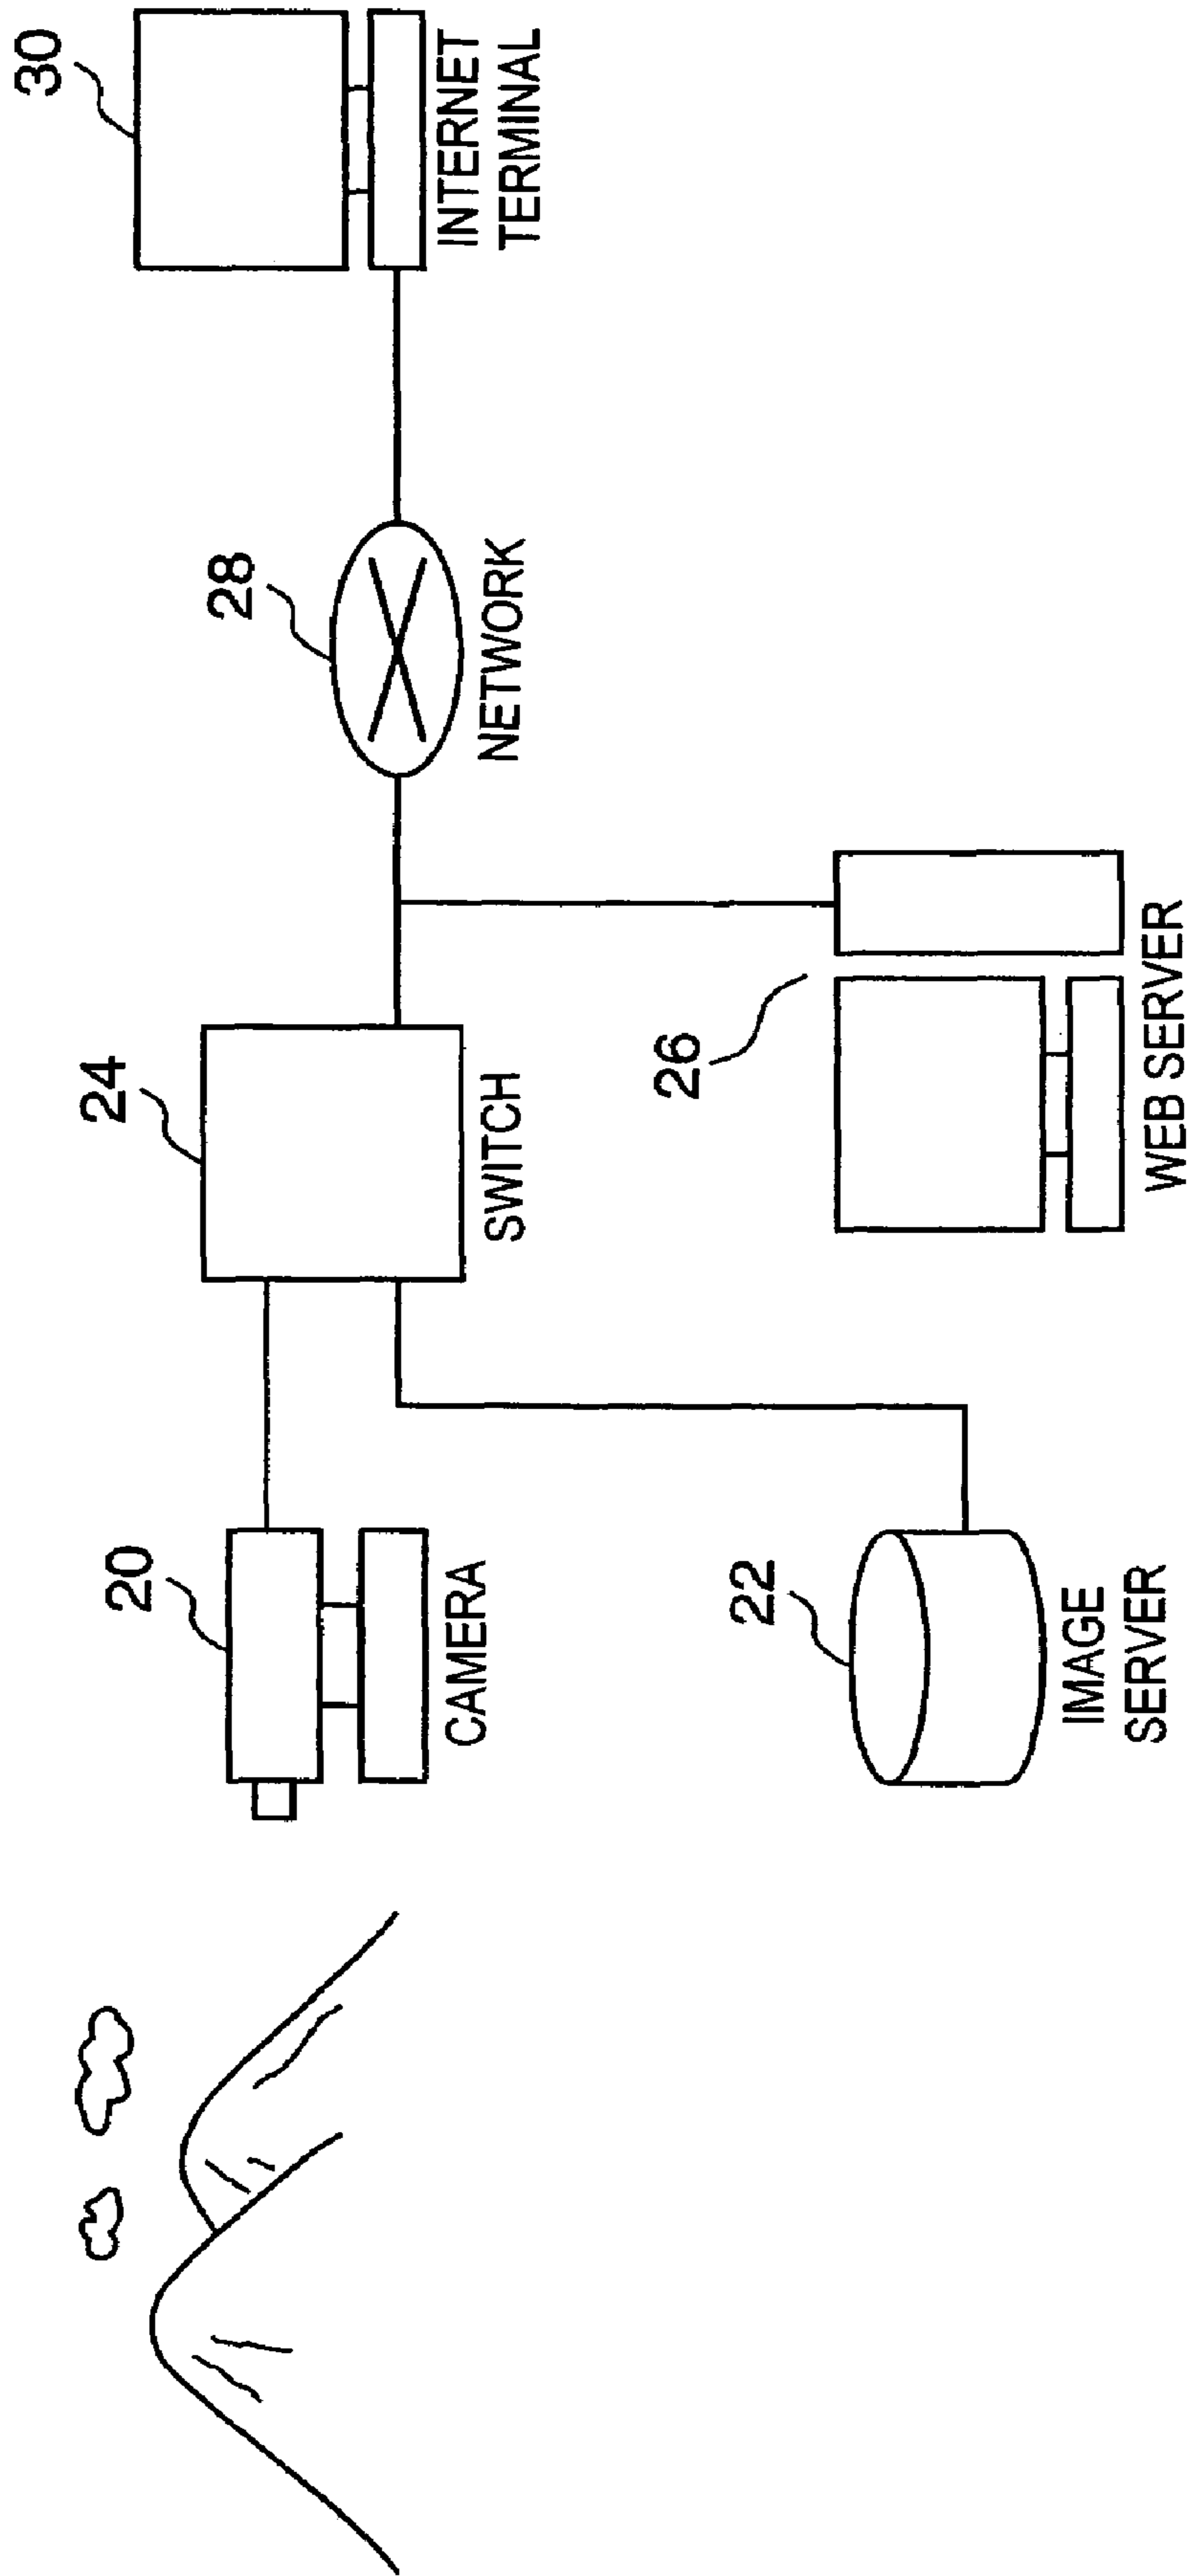 20
CAMERA
22
IMAGE
SERVER
24
SWITCH
26
WEB SERVER
28
NETWORK
30
INTERNET
TERMINAL